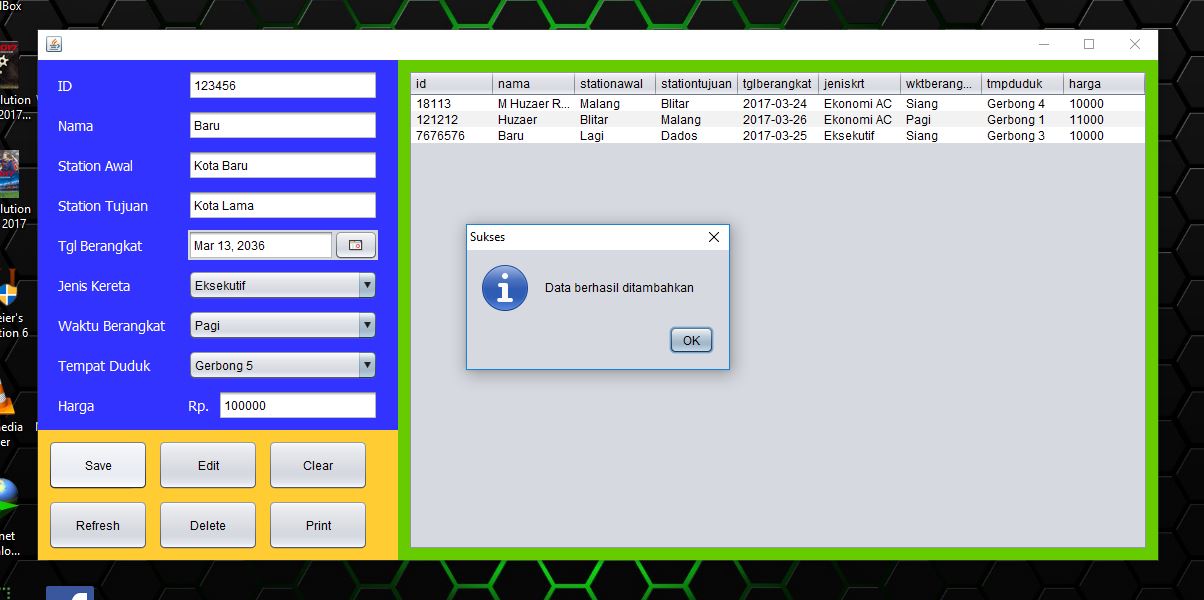 lBox
lution
2017...
lution
2017
eier's
tion 6
edia
er
net
lo...
ID 123456
Nama Baru
Station Awal Kota Baru
Station Tujuan Kota Lama
Tgl Berangkat Mar 13, 2036
Jenis Kereta Eksekutif
Waktu Berangkat Pagi
Tempat Duduk Gerbong 5
Harga Rp. 100000
Save Edit Clear
Refresh Delete Print
id nama stationawal stationtujuan tglberangkat jeniskrt wktberang... tmpduduk harga
18113 M Huzaer R... Malang Blitar 2017-03-24 Ekonomi AC Siang Gerbong 4 10000
121212 Huzaer Blitar Malang 2017-03-26 Ekonomi AC Pagi Gerbong 1 11000
7676576 Baru Lagi Dados 2017-03-25 Eksekutif Siang Gerbong 3 10000
Sukses
Data berhasil ditambahkan
OK